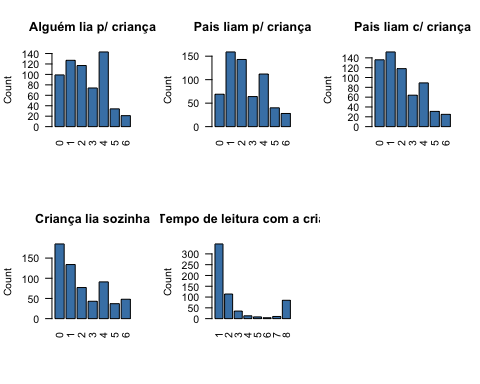 Alguém lia p/ criança
Count
140
120
100
80
60
40
20
0
0 1 2 3 4 5 6
Pais liam p/ criança
Count
150
100
50
0
0 1 2 3 4 5 6
Pais liam c/ criança
Count
140
120
100
80
60
40
20
0
0 1 2 3 4 5 6
Criança lia sozinha
Count
150
100
50
0
0 1 2 3 4 5 6
Tempo de leitura com a cria
Count
300
250
200
150
100
50
0
1 2 3 4 5 6 7 8